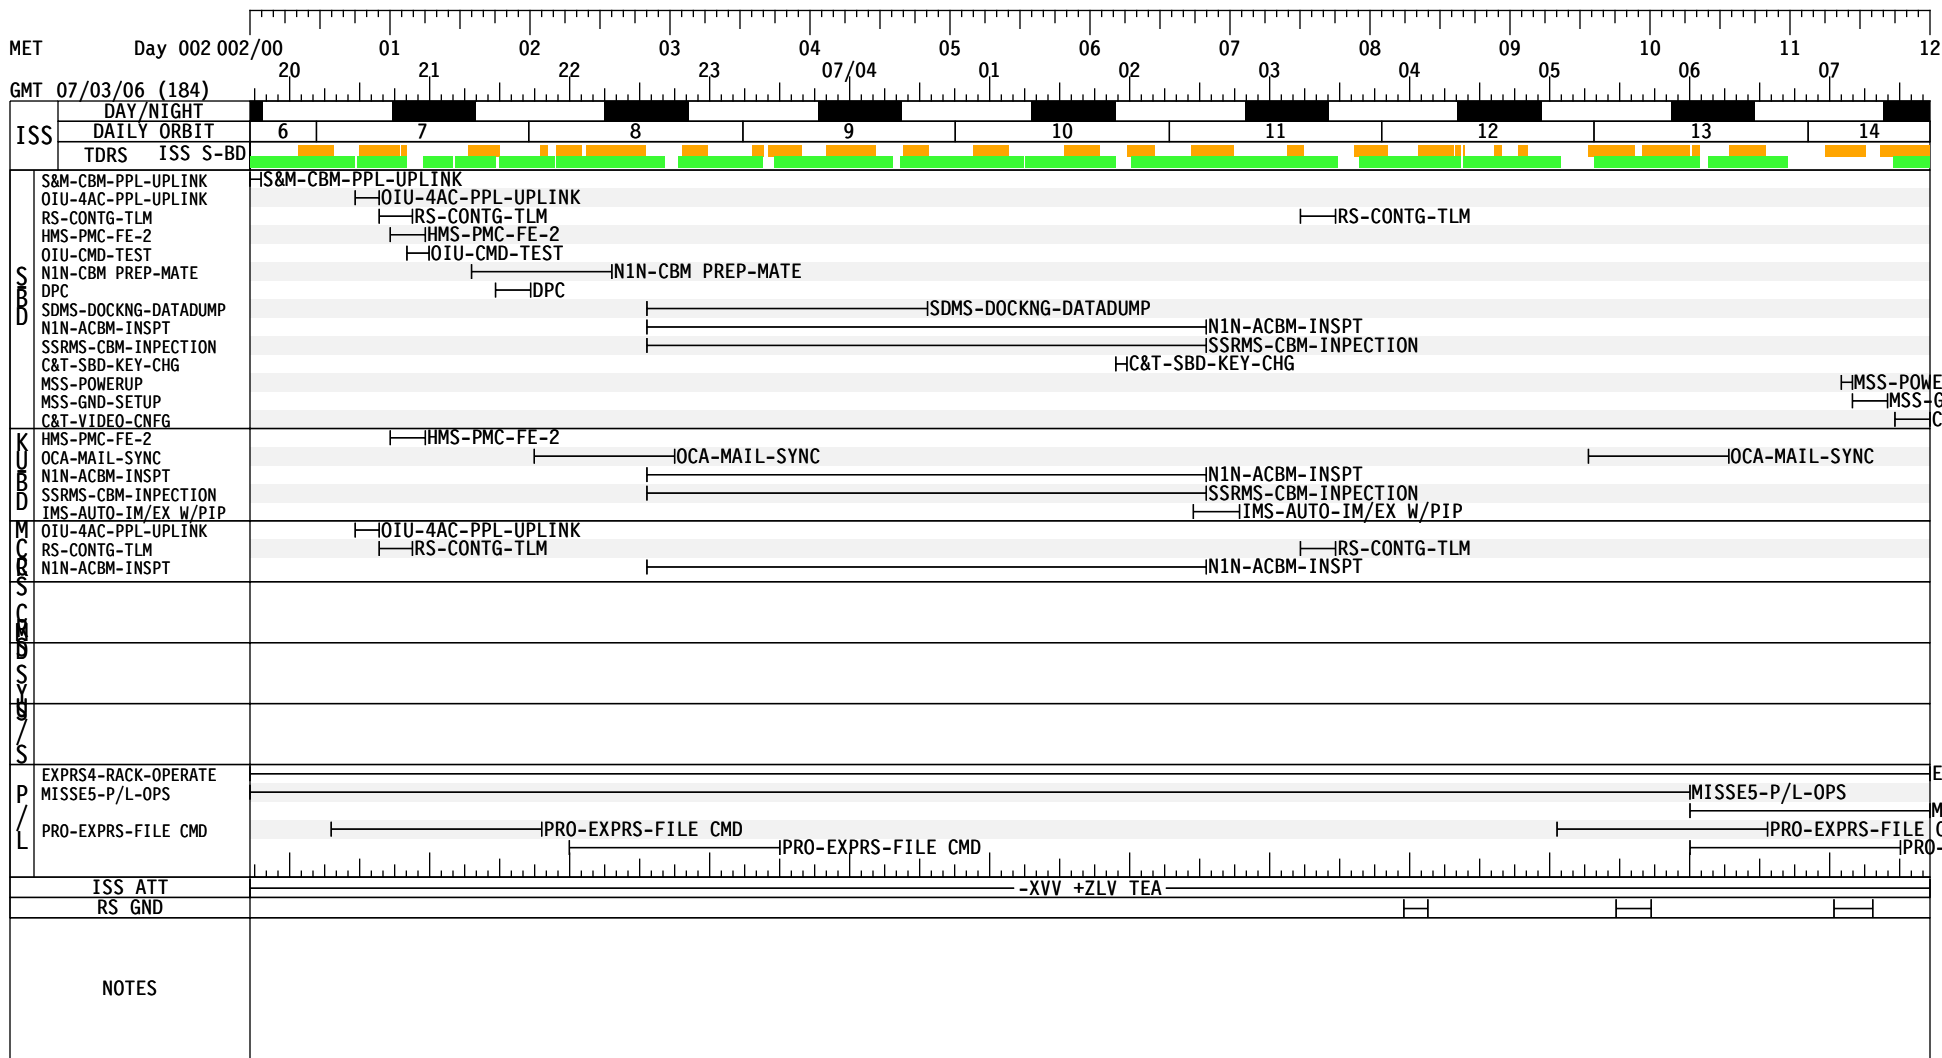 MET Day 002 002/00 01 02 03 04 05 06 07 08 09 10 11 12
20 21 22 23 07/04 01 02 03 04 05 06 07
GMT 07/03/06 (184)
DAY/NIGHT
ISS DAILY ORBIT 6 7 8 9 10 11 12 13 14
TDRS ISS S-BD
S-BD
S&M-CBM-PPL-UPLINK S&M-CBM-PPL-UPLINK
OIU-4AC-PPL-UPLINK OIU-4AC-PPL-UPLINK
RS-CONTG-TLM RS-CONTG-TLM RS-CONTG-TLM
HMS-PMC-FE-2 HMS-PMC-FE-2
OIU-CMD-TEST OIU-CMD-TEST
N1N-CBM PREP-MATE N1N-CBM PREP-MATE
DPC DPC
SDMS-DOCKNG-DATADUMP SDMS-DOCKNG-DATADUMP
N1N-ACBM-INSPT N1N-ACBM-INSPT
SSRMS-CBM-INPECTION SSRMS-CBM-INPECTION
C&T-SBD-KEY-CHG C&T-SBD-KEY-CHG
MSS-POWERUP MSS-POWE
MSS-GND-SETUP MSS-G
C&T-VIDEO-CNFG C
KU-BD
HMS-PMC-FE-2 HMS-PMC-FE-2
OCA-MAIL-SYNC OCA-MAIL-SYNC OCA-MAIL-SYNC
N1N-ACBM-INSPT N1N-ACBM-INSPT
SSRMS-CBM-INPECTION SSRMS-CBM-INPECTION
IMS-AUTO-IM/EX W/PIP IMS-AUTO-IM/EX W/PIP
OIU-4AC-PPL-UPLINK OIU-4AC-PPL-UPLINK
RS-CONTG-TLM RS-CONTG-TLM RS-CONTG-TLM
N1N-ACBM-INSPT N1N-ACBM-INSPT
P/L
EXPRS4-RACK-OPERATE E
MISSE5-P/L-OPS MISSE5-P/L-OPS
M
PRO-EXPRS-FILE CMD PRO-EXPRS-FILE CMD PRO-EXPRS-FILE C
PRO-EXPRS-FILE CMD PRO-
ISS ATT -XVV +ZLV TEA
RS GND
NOTES